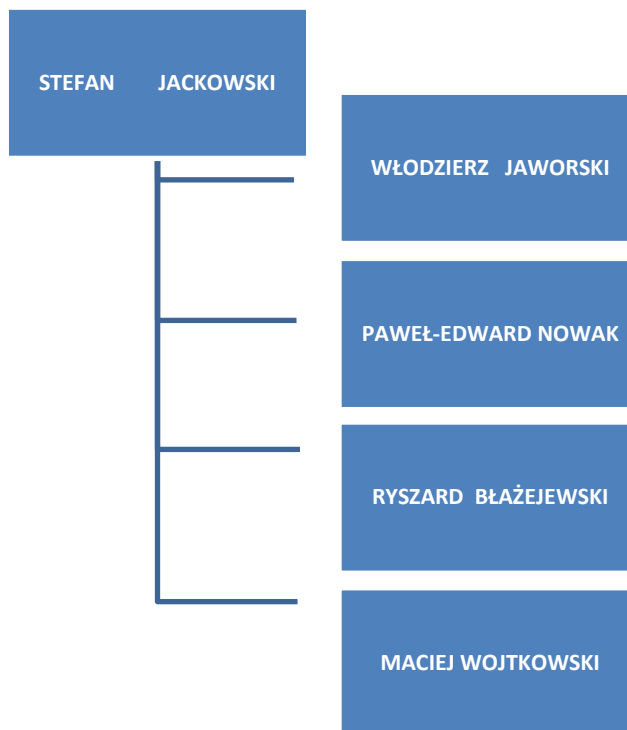 STEFAN JACKOWSKI
WŁODZIERZ JAWORSKI
PAWEŁ-EDWARD NOWAK
RYSZARD BŁAŻEJEWSKI
MACIEJ WOJTKOWSKI